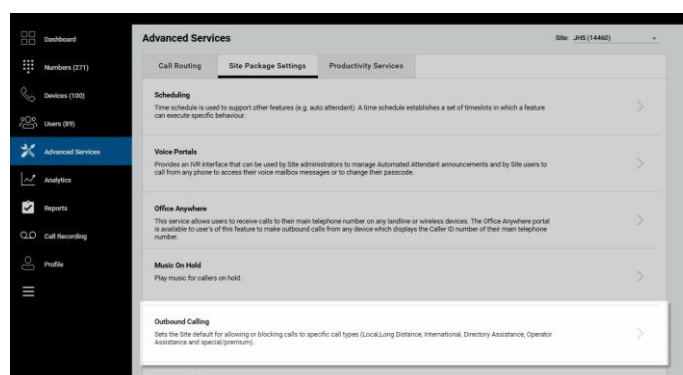 Dashboard
Numbers (271)
Devices (100)
Users (89)
Advanced Services
Analytics
Reports
Call Recording
Profile
Advanced Services
Site: JHS (14460)
Call Routing
Site Package Settings
Productivity Services
Scheduling
Time schedule is used to support other features (e.g. auto attendant). A time schedule establishes a set of timeslots in which a feature
can execute specific behaviour.
Voice Portals
Provides an IVR interface that can be used by Site administrators to manage Automated Attendant announcements and by Site users to
call from any phone to access their voice mailbox messages or to change their passcode.
Office Anywhere
This service allows users to receive calls to their main telephone number on any landline or wireless devices. The Office Anywhere portal
is available to user's of this feature to make outbound calls from any device which displays the Caller ID number of their main telephone
number.
Music On Hold
Play music for callers on hold.
Outbound Calling
Sets the Site default for allowing or blocking calls to specific call types (Local,Long Distance, International, Directory Assistance, Operator
Assistance and special/premium).